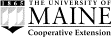 1865 THE UNIVERSITY OF
MAINE
Cooperative Extension